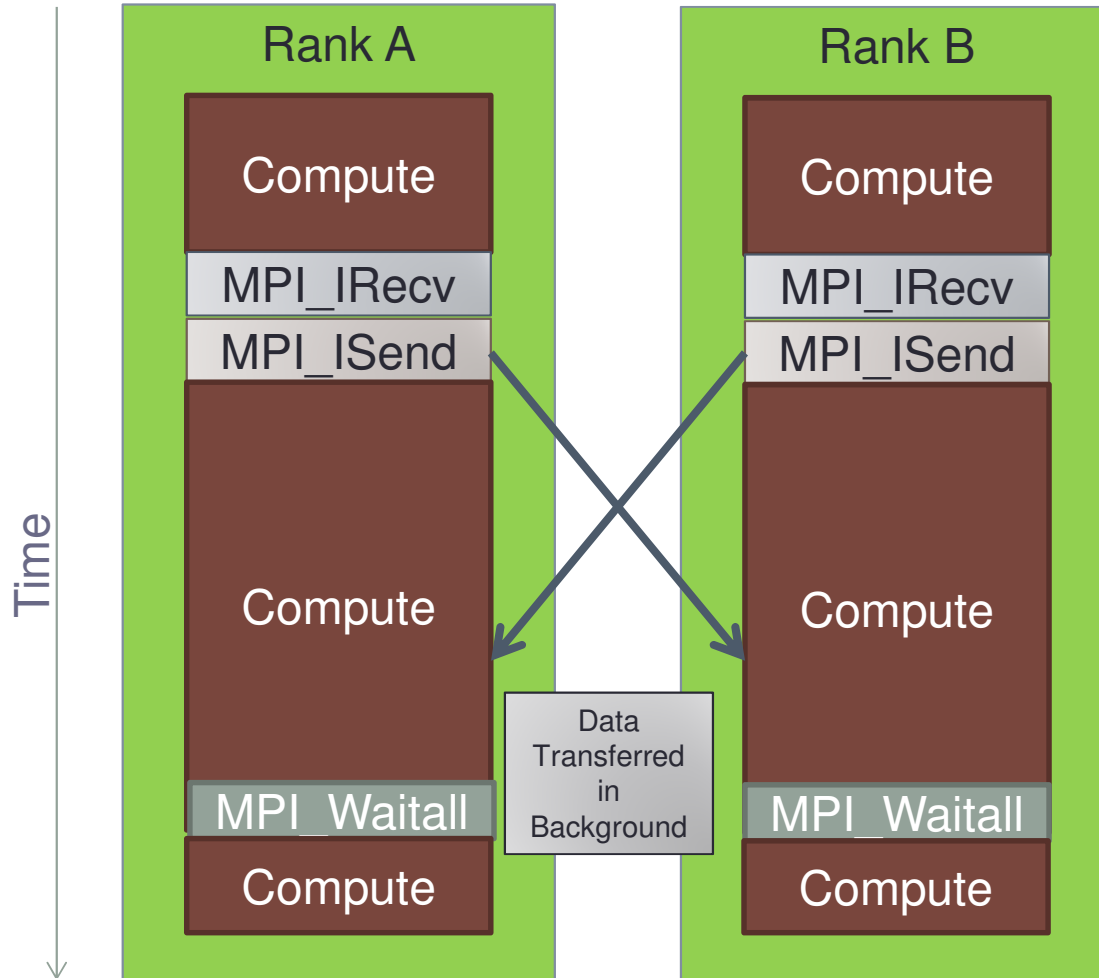 Time
Rank A
Compute
MPI_IRecv
MPI_ISend
Compute
MPI_Waitall
Compute
Rank B
Compute
MPI_IRecv
MPI_ISend
Compute
MPI_Waitall
Compute
Data
Transferred
in
Background